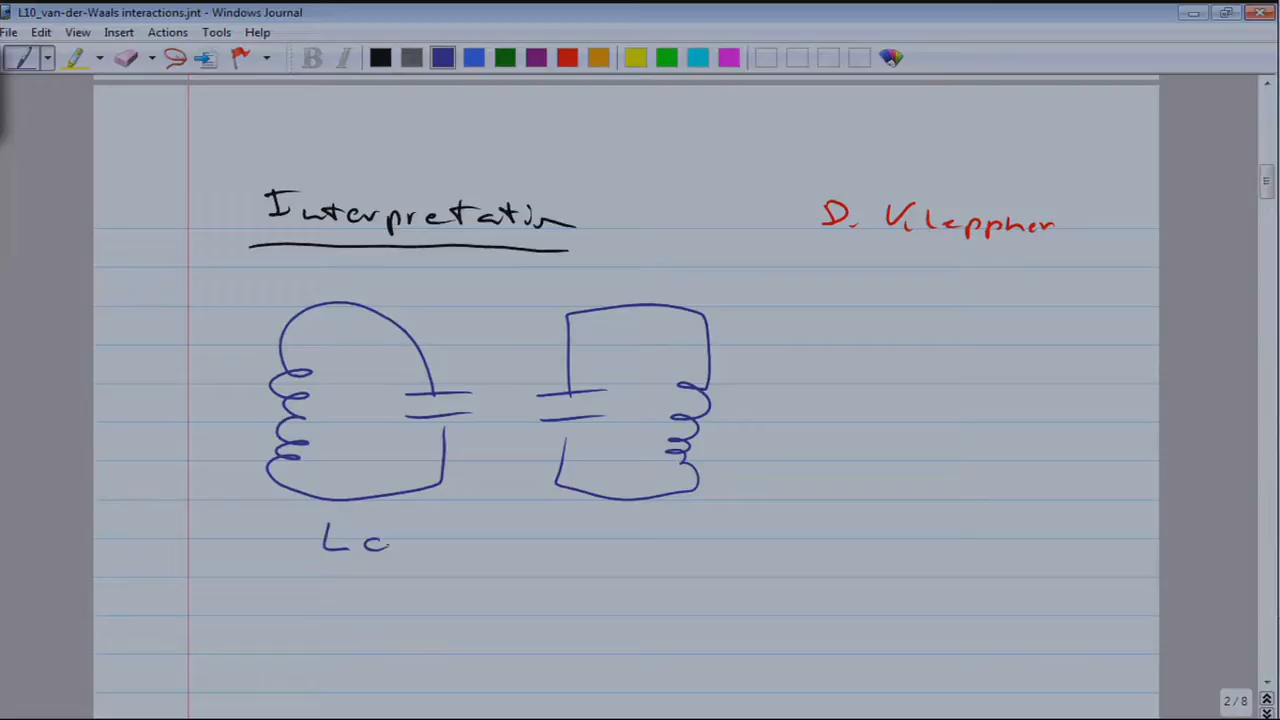 L10_van-der-Waals interactions.jnt - Windows Journal
File Edit View Insert Actions Tools Help
B I
Interpretation D. Kleppner
LC
2 / 8